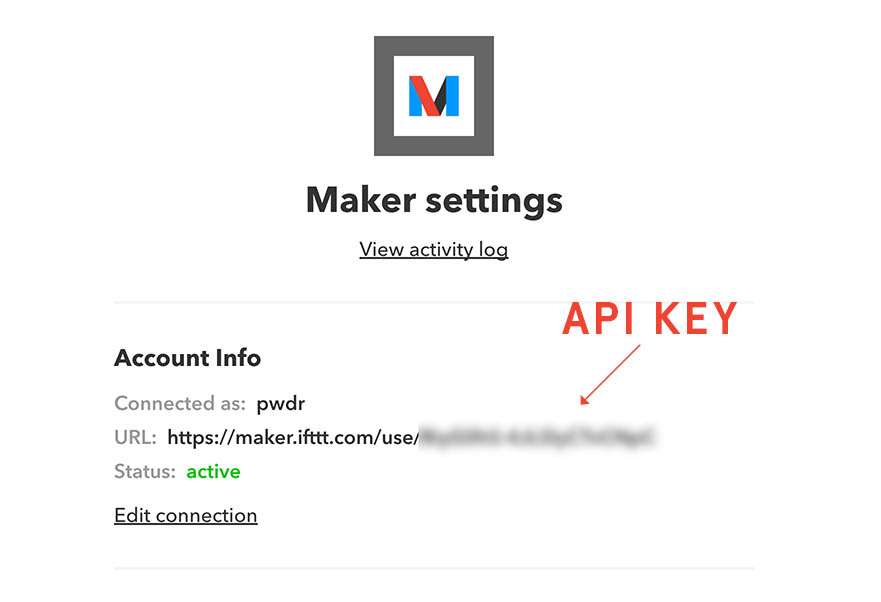 Maker settings
View activity log
API KEY
Account Info
Connected as: pwdr
URL: https://maker.ifttt.com/use/
Status: active
Edit connection